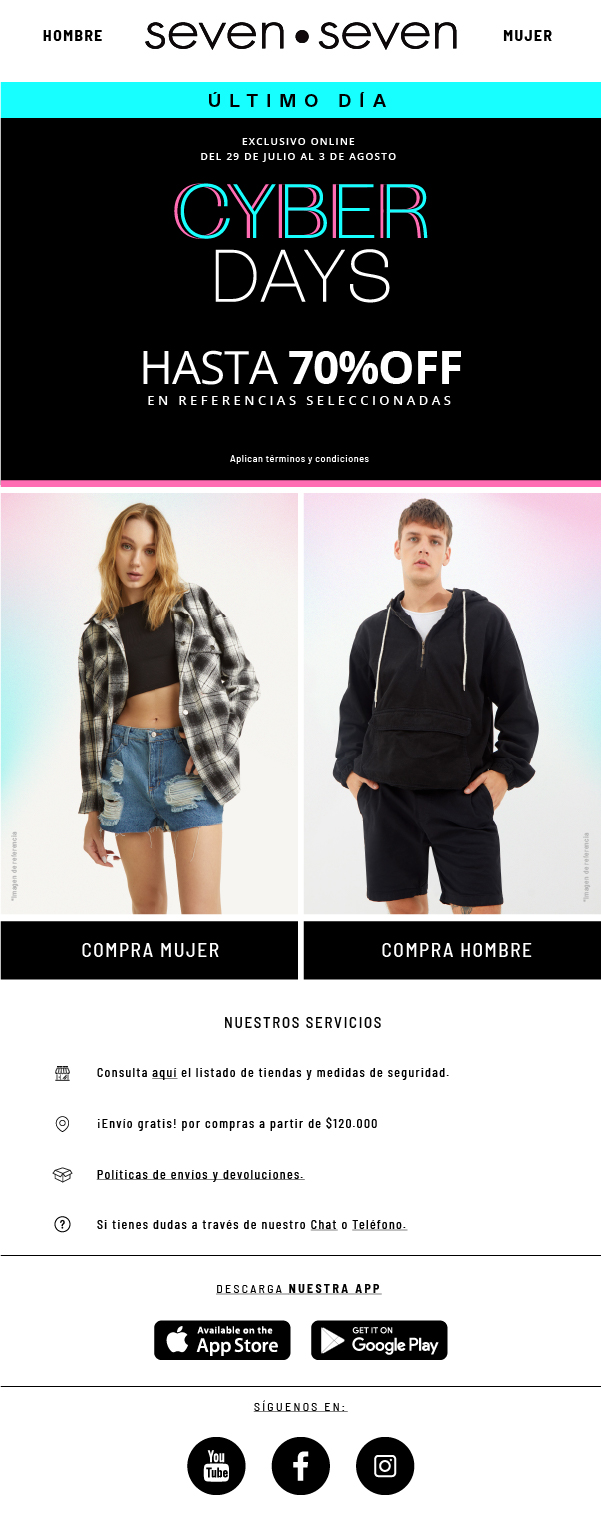 HOMBRE
seven•seven
MUJER
ÚLTIMO DÍA
EXCLUSIVO ONLINE
DEL 29 DE JULIO AL 3 DE AGOSTO
CYBER
DAYS
HASTA 70%OFF
EN REFERENCIAS SELECCIONADAS
Aplican términos y condiciones
*Imagen de referencia
*Imagen de referencia
COMPRA MUJER
COMPRA HOMBRE
NUESTROS SERVICIOS
Consulta aquí el listado de tiendas y medidas de seguridad.
¡Envío gratis! por compras a partir de $120.000
Políticas de envíos y devoluciones.
Si tienes dudas a través de nuestro Chat o Teléfono.
DESCARGA NUESTRA APP
Available on the
App Store
GET IT ON
Google Play
SÍGUENOS EN:
You
Tube